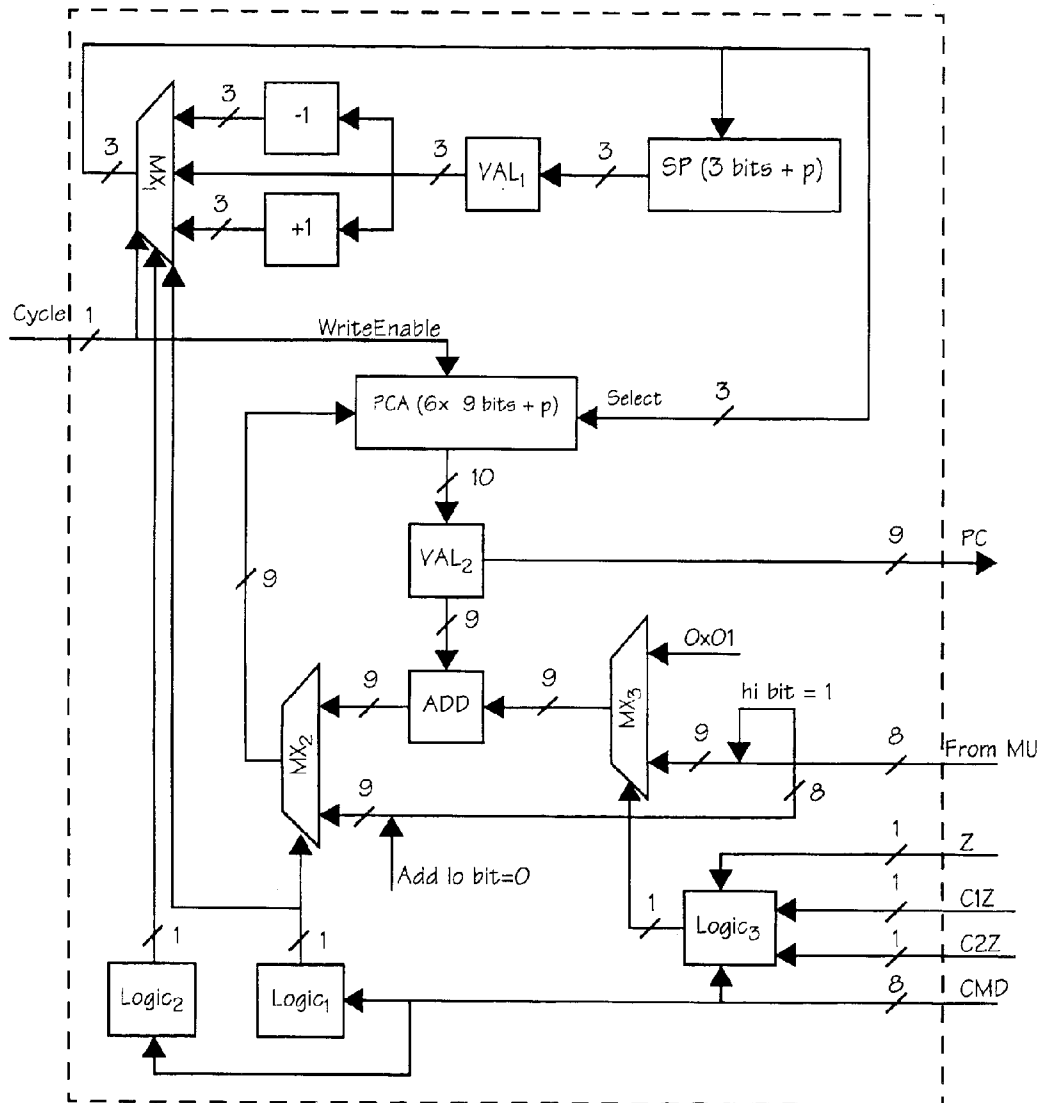 3
-1
3
MX1
3
VAL1
3
SP (3 bits + p)
3
+1
Cycle
1
WriteEnable
PCA (6x 9 bits + p)
Select
3
10
VAL2
9
PC
9
9
0x01
9
ADD
9
MX3
hi bit = 1
MX2
9
8
From MU
9
8
Add lo bit=0
1
Z
1
Logic3
1
C1Z
1
C2Z
1
1
Logic2
Logic1
8
CMD